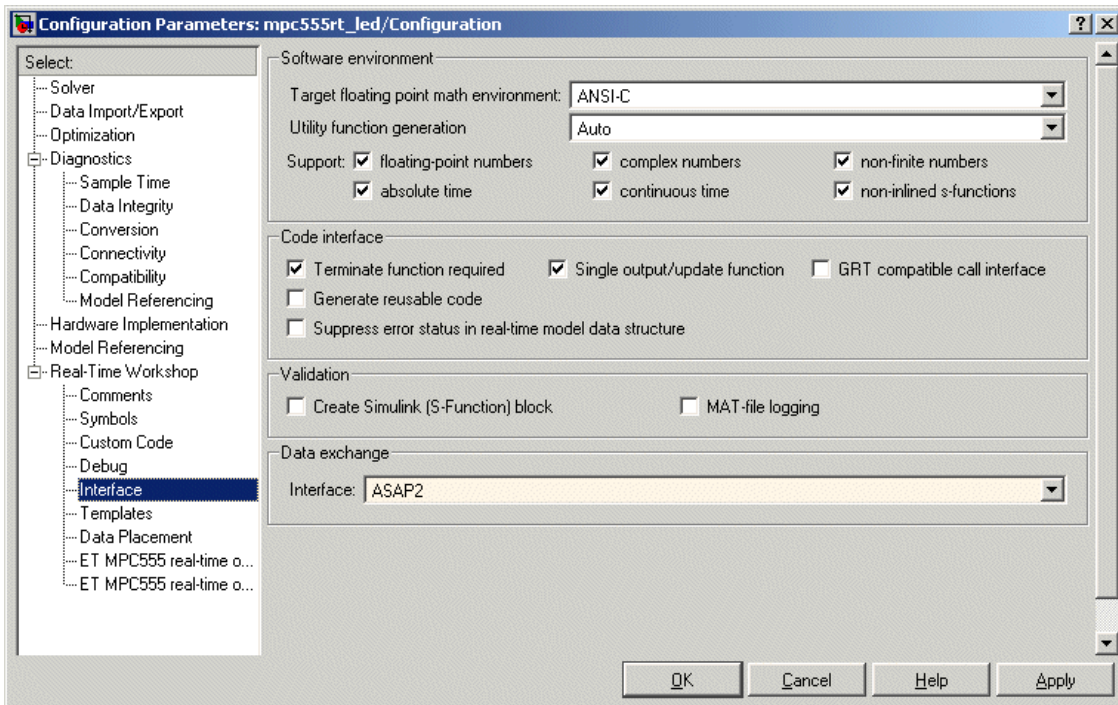 Configuration Parameters: mpc555rt_led/Configuration
Select:
Solver
Data Import/Export
Optimization
Diagnostics
Sample Time
Data Integrity
Conversion
Connectivity
Compatibility
Model Referencing
Hardware Implementation
Model Referencing
Real-Time Workshop
Comments
Symbols
Custom Code
Debug
Interface
Templates
Data Placement
ET MPC555 real-time o...
ET MPC555 real-time o...
Software environment
Target floating point math environment: ANSI-C
Utility function generation Auto
Support: floating-point numbers complex numbers non-finite numbers
absolute time continuous time non-inlined s-functions
Code interface
Terminate function required Single output/update function GRT compatible call interface
Generate reusable code
Suppress error status in real-time model data structure
Validation
Create Simulink (S-Function) block MAT-file logging
Data exchange
Interface: ASAP2
OK Cancel Help Apply